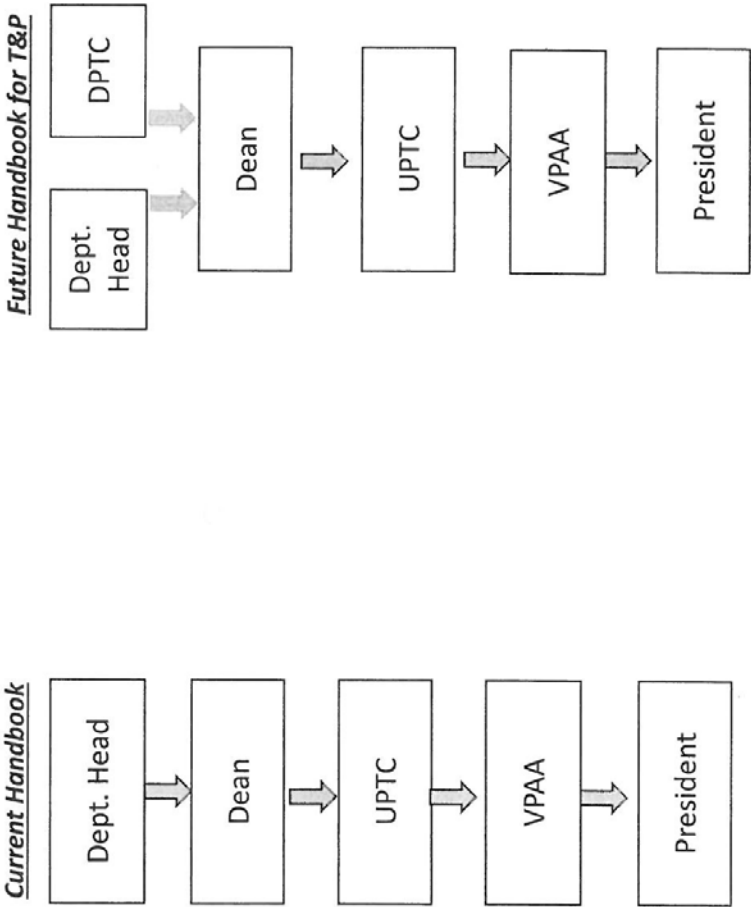 Current Handbook
Dept. Head
Dean
UPTC
VPAA
President
Future Handbook for T&P
Dept.
Head
DPTC
Dean
UPTC
VPAA
President